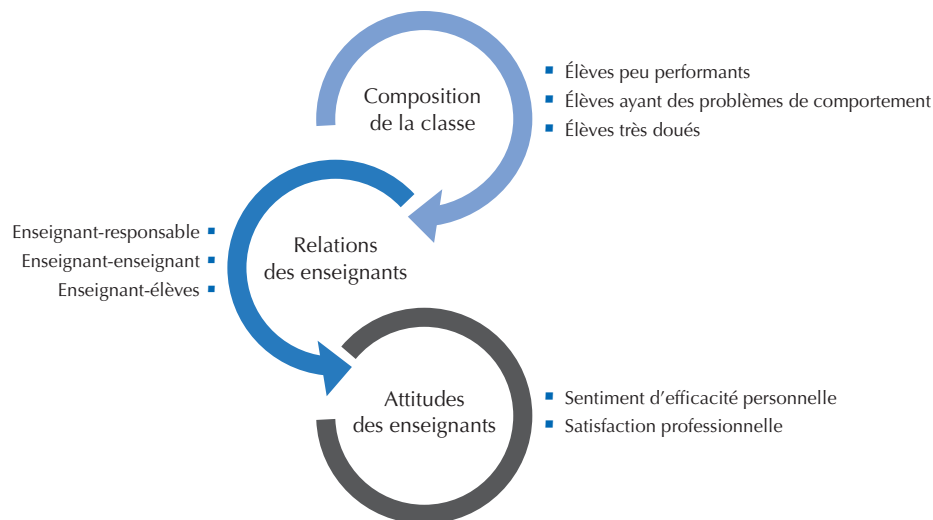 Composition
de la classe
Élèves peu performants
Élèves ayant des problèmes de comportement
Élèves très doués
Enseignant-responsable
Enseignant-enseignant
Enseignant-élèves
Relations
des enseignants
Attitudes
des enseignants
Sentiment d’efficacité personnelle
Satisfaction professionnelle